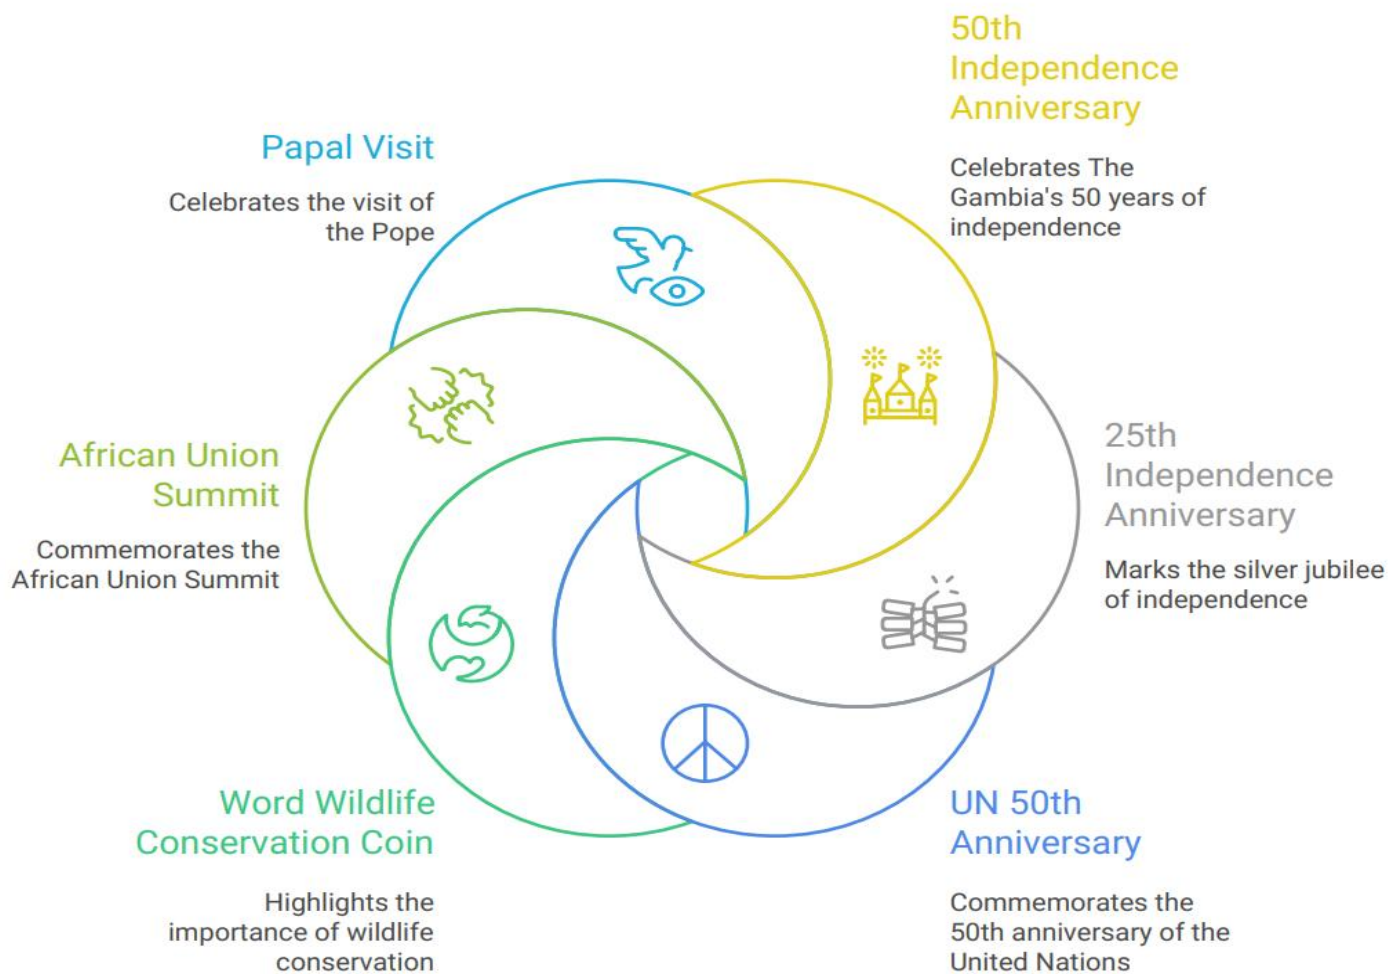 50th
Independence
Anniversary
Celebrates The
Gambia's 50 years of
independence
Papal Visit
Celebrates the visit of
the Pope
25th
Independence
Anniversary
Marks the silver jubilee
of independence
African Union
Summit
Commemorates the
African Union Summit
Word Wildlife
Conservation Coin
Highlights the
importance of wildlife
conservation
UN 50th
Anniversary
Commemorates the
50th anniversary of the
United Nations